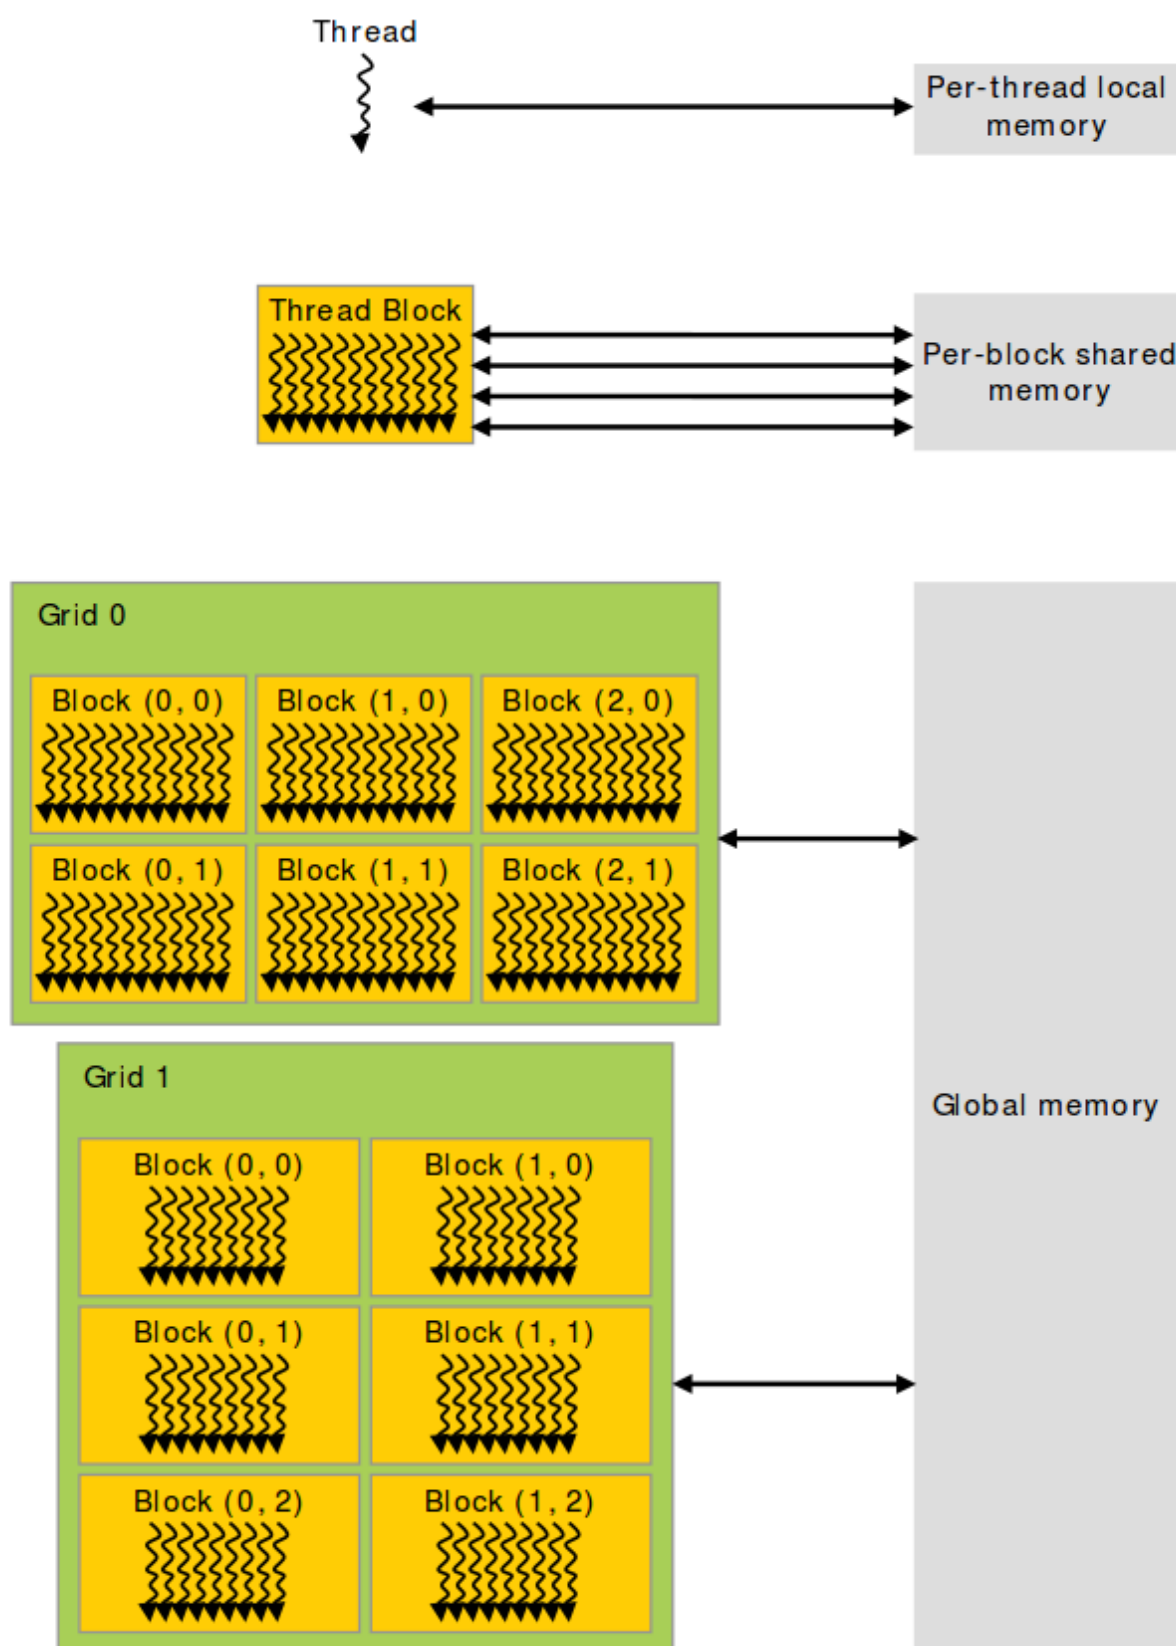 Thread
Per-thread local
memory
Thread Block
Per-block shared
memory
Grid 0
Block (0, 0)
Block (1, 0)
Block (2, 0)
Block (0, 1)
Block (1, 1)
Block (2, 1)
Grid 1
Global memory
Block (0, 0)
Block (1, 0)
Block (0, 1)
Block (1, 1)
Block (0, 2)
Block (1, 2)